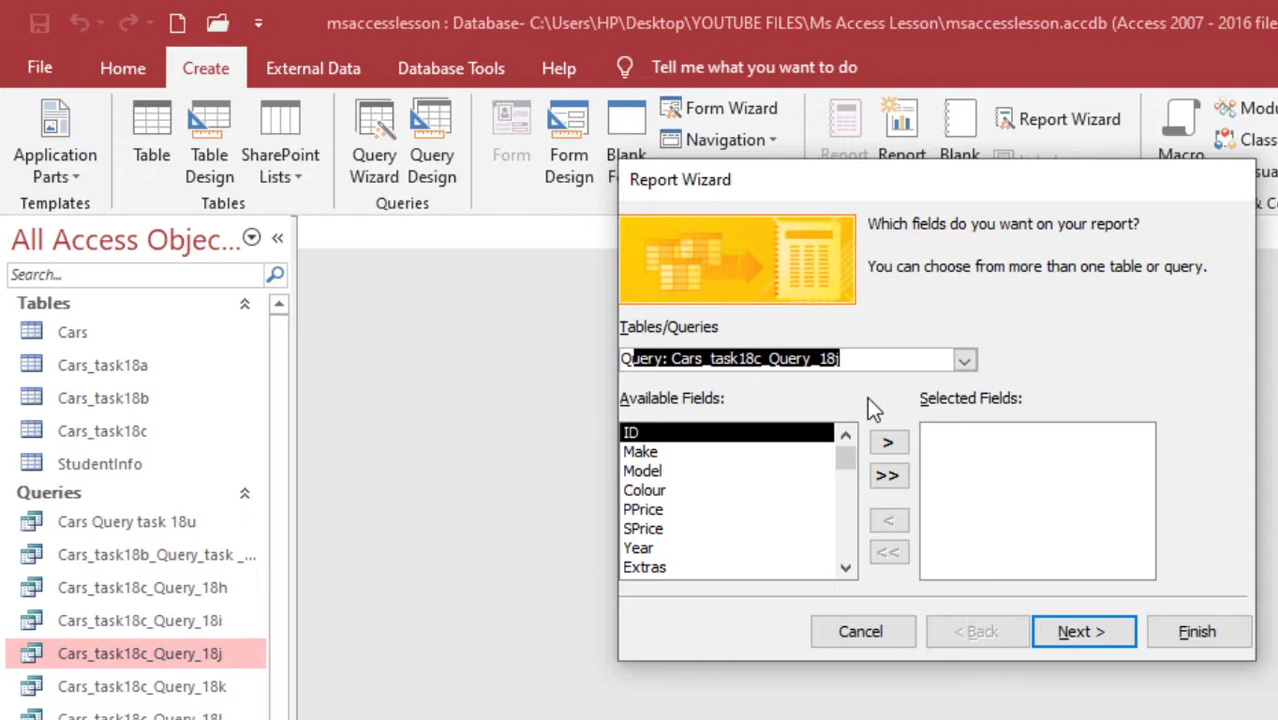 msaccesslesson : Database- C:\Users\HP\Desktop\YOUTUBE FILES\Ms Access Lesson\msaccesslesson.accdb (Access 2007 - 2016 file
File Home Create External Data Database Tools Help Tell me what you want to do
Application Parts
Table
Table Design
SharePoint Lists
Query Wizard
Query Design
Form
Form Design
Blank
Form Wizard
Navigation
Report
Report
Blank
Report Wizard
Macro
Modu
Class
Templates
Tables
Queries
All Access Objec...
Search...
Tables
Cars
Cars_task18a
Cars_task18b
Cars_task18c
StudentInfo
Queries
Cars Query task 18u
Cars_task18b_Query_task _...
Cars_task18c_Query_18h
Cars_task18c_Query_18i
Cars_task18c_Query_18j
Cars_task18c_Query_18k
Report Wizard
Which fields do you want on your report?
You can choose from more than one table or query.
Tables/Queries
Query: Cars_task18c_Query_18j
Available Fields:
Selected Fields:
ID
Make
Model
Colour
PPrice
SPrice
Year
Extras
>
>>
<
<<
Cancel
< Back
Next >
Finish